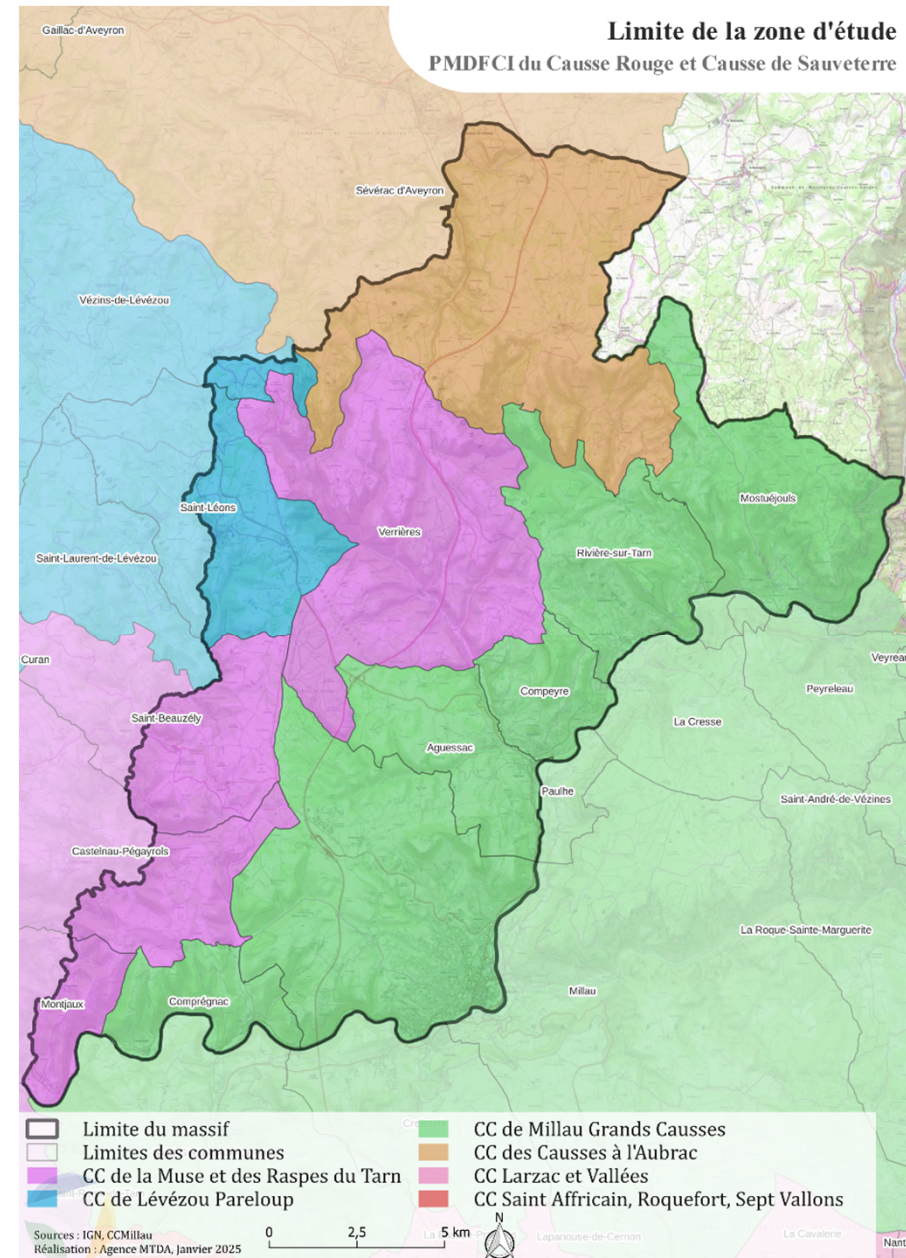 Limite de la zone d'étude
PMDFCI du Causse Rouge et Causse de Sauveterre
Gaillac-d'Aveyron
Sévérac d'Aveyron
Vézins-de-Lévézou
Saint-Léons
Mostuéjouls
Verrières
Rivière-sur-Tarn
Saint-Laurent-de-Lévézou
Curan
Compeyre
Peyreleau
Saint-Beauzély
La Cresse
Aguessac
Paulhe
Saint-André-de-Vézines
Castelnau-Pégayrols
La Roque-Sainte-Marguerite
Millau
Montjaux
Comprégnac
Limite du massif
Limites des communes
CC de la Muse et des Raspes du Tarn
CC de Lévézou Pareloup
CC de Millau Grands Causses
CC des Causses à l'Aubrac
CC Larzac et Vallées
CC Saint Affricain, Roquefort, Sept Vallons
Sources : IGN, CCMillau
Réalisation : Agence MTDA, Janvier 2025
0 2,5 5 km
N
La Cavalerie
Lapanouse-de-Cernon
Nant